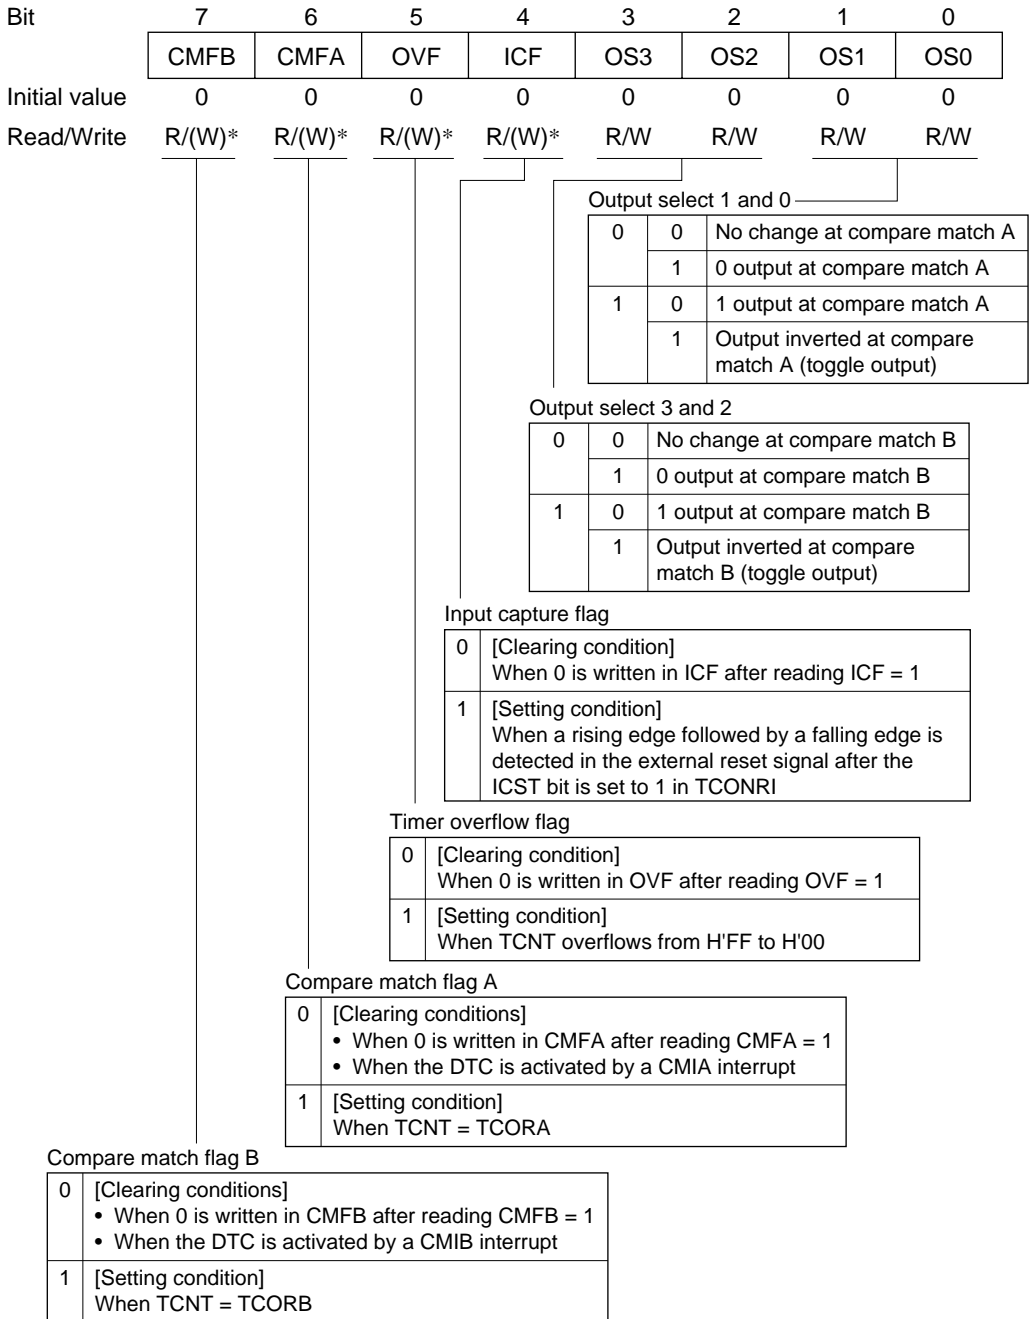 Bit 7 6 5 4 3 2 1 0
CMFB CMFA OVF ICF OS3 OS2 OS1 OS0
Initial value 0 0 0 0 0 0 0 0
Read/Write R/(W)* R/(W)* R/(W)* R/(W)* R/W R/W R/W R/W
Output select 1 and 0
0 0 No change at compare match A
1 0 output at compare match A
1 0 1 output at compare match A
1 Output inverted at compare
match A (toggle output)
Output select 3 and 2
0 0 No change at compare match B
1 0 output at compare match B
1 0 1 output at compare match B
1 Output inverted at compare
match B (toggle output)
Input capture flag
0 [Clearing condition]
When 0 is written in ICF after reading ICF = 1
1 [Setting condition]
When a rising edge followed by a falling edge is
detected in the external reset signal after the
ICST bit is set to 1 in TCONRI
Timer overflow flag
0 [Clearing condition]
When 0 is written in OVF after reading OVF = 1
1 [Setting condition]
When TCNT overflows from H'FF to H'00
Compare match flag A
0 [Clearing conditions]
• When 0 is written in CMFA after reading CMFA = 1
• When the DTC is activated by a CMIA interrupt
1 [Setting condition]
When TCNT = TCORA
Compare match flag B
0 [Clearing conditions]
• When 0 is written in CMFB after reading CMFB = 1
• When the DTC is activated by a CMIB interrupt
1 [Setting condition]
When TCNT = TCORB